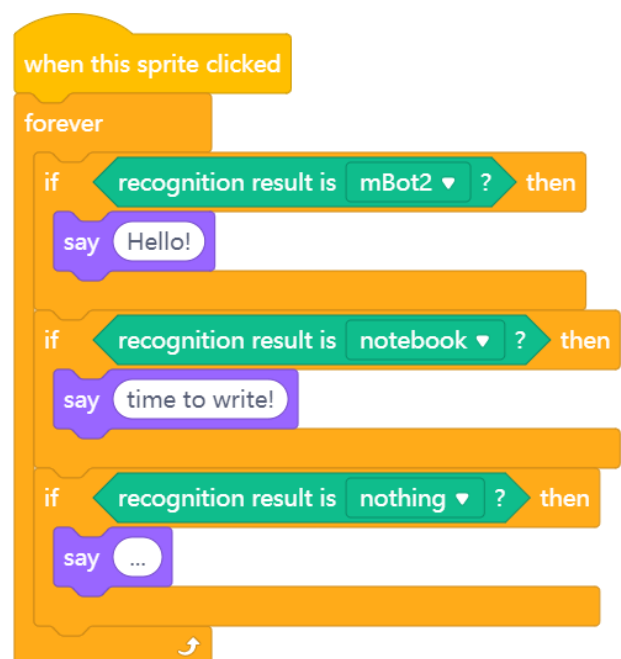 when this sprite clicked
forever
if recognition result is mBot2 ? then
say Hello!
if recognition result is notebook ? then
say time to write!
if recognition result is nothing ? then
say ...